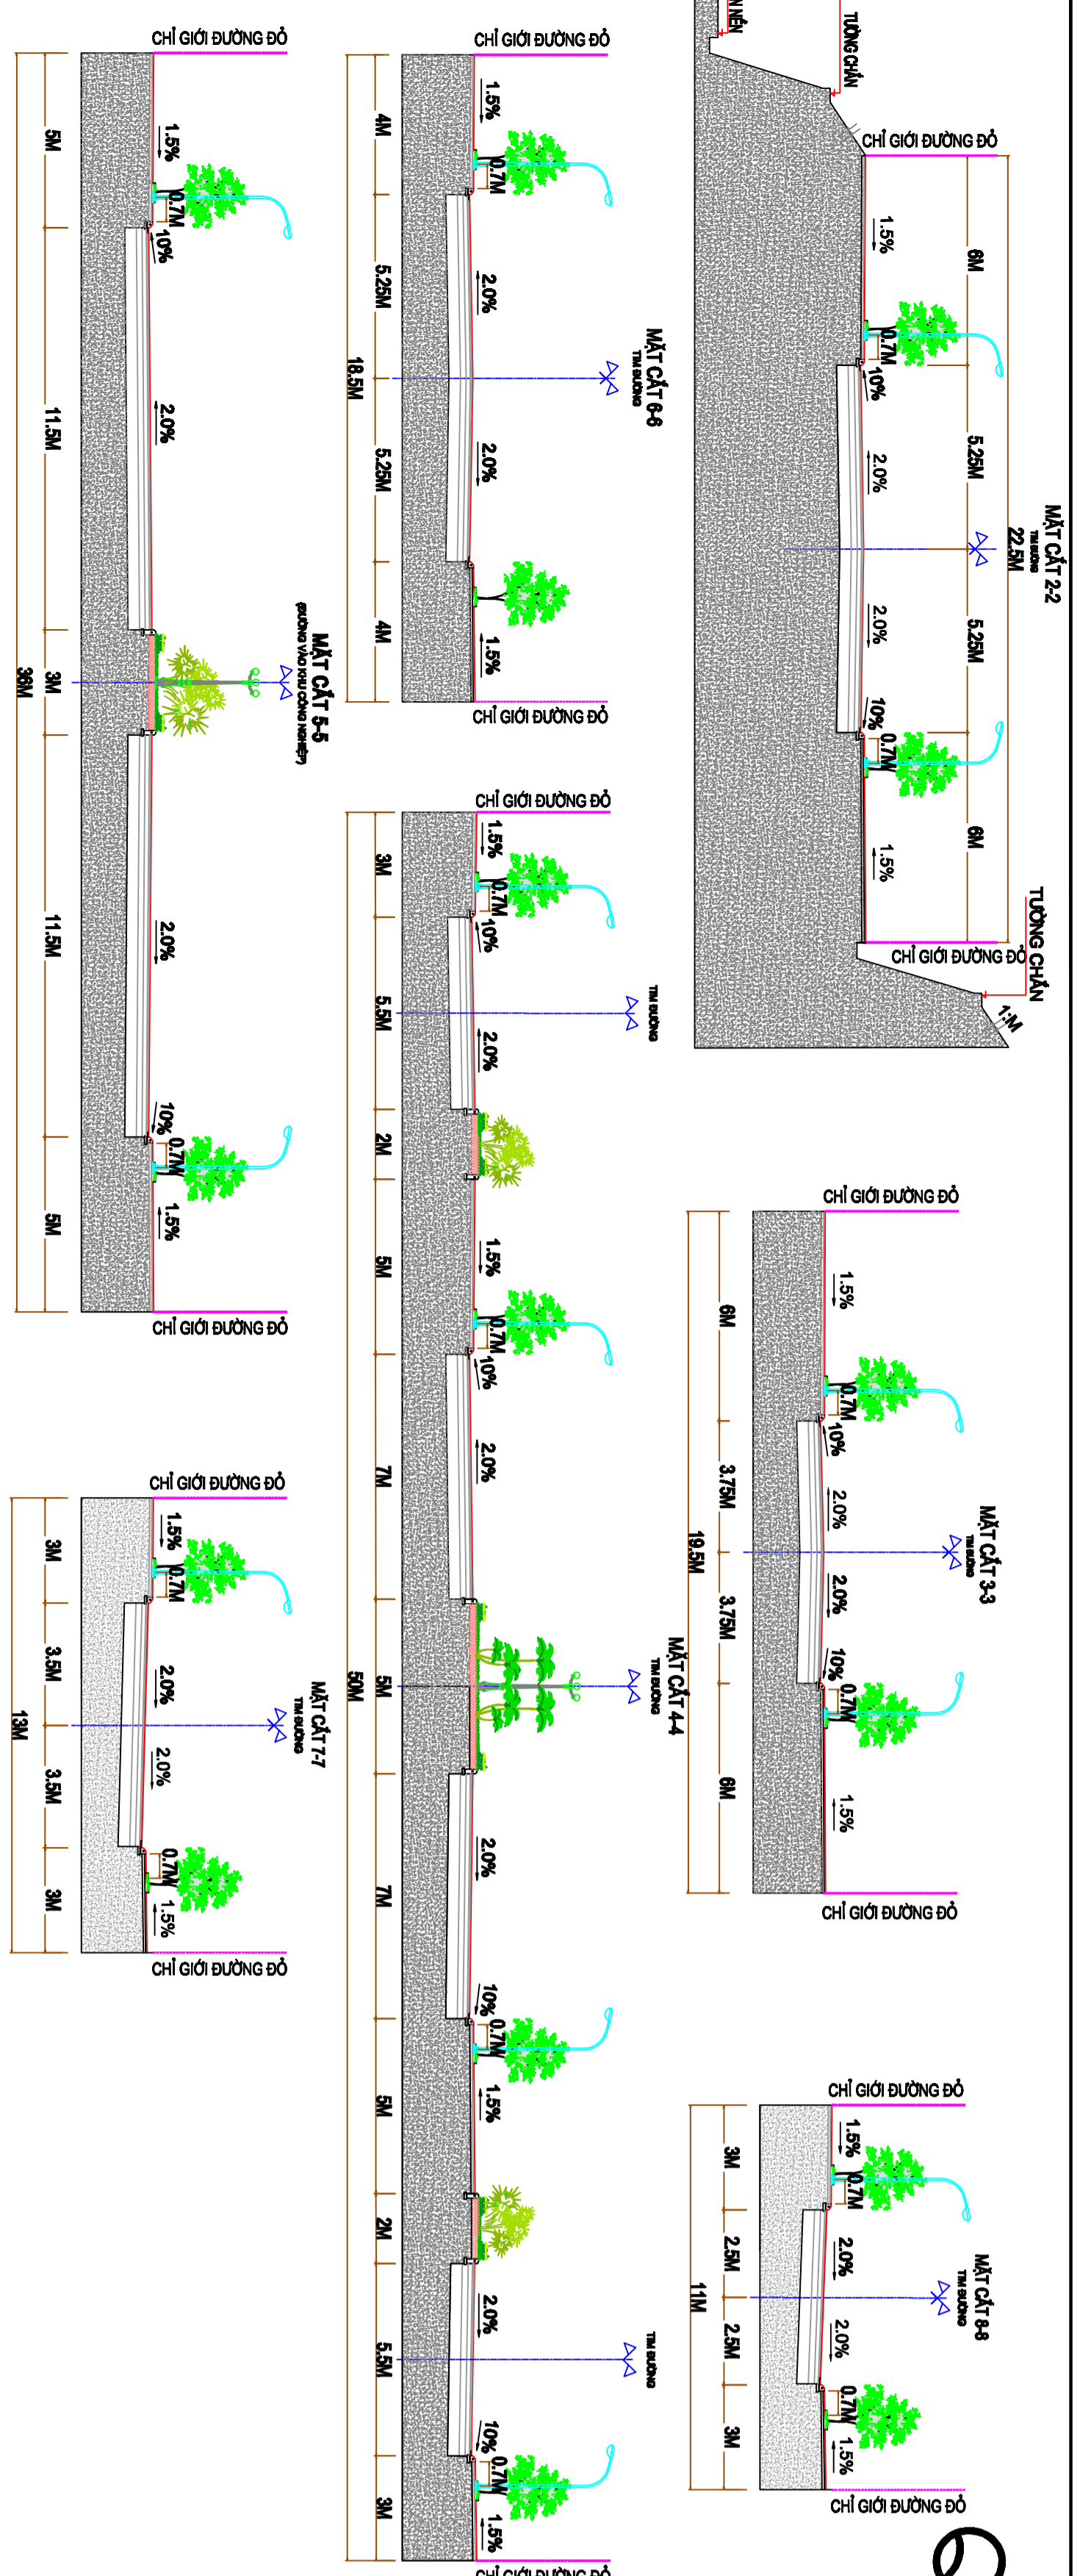 N NỀN
TƯỜNG CHẮN
CHỈ GIỚI ĐƯỜNG ĐỎ
MẶT CẮT 2-2
TIM ĐƯỜNG
22.5M
6M
5.25M
5.25M
6M
1.5%
0.7M
10%
2.0%
2.0%
10%
0.7M
1.5%
CHỈ GIỚI ĐƯỜNG ĐỎ
TƯỜNG CHẮN
1:M
CHỈ GIỚI ĐƯỜNG ĐỎ
MẶT CẮT 3-3
TIM ĐƯỜNG
1.5%
0.7M
10%
2.0%
2.0%
10%
0.7M
1.5%
6M
3.75M
3.75M
6M
19.5M
CHỈ GIỚI ĐƯỜNG ĐỎ
CHỈ GIỚI ĐƯỜNG ĐỎ
MẶT CẮT 8-8
TIM ĐƯỜNG
1.5%
0.7M
2.0%
2.0%
0.7M
1.5%
3M
2.5M
2.5M
3M
11M
CHỈ GIỚI ĐƯỜNG ĐỎ
CHỈ GIỚI ĐƯỜNG ĐỎ
MẶT CẮT 6-6
TIM ĐƯỜNG
1.5%
0.7M
2.0%
2.0%
1.5%
4M
5.25M
5.25M
4M
18.5M
CHỈ GIỚI ĐƯỜNG ĐỎ
CHỈ GIỚI ĐƯỜNG ĐỎ
MẶT CẮT 4-4
TIM ĐƯỜNG
TIM ĐƯỜNG
TIM ĐƯỜNG
1.5%
0.7M
10%
2.0%
1.5%
0.7M
10%
2.0%
2.0%
10%
0.7M
1.5%
2.0%
10%
0.7M
1.5%
3M
5.5M
2M
5M
7M
5M
7M
5M
2M
5.5M
3M
50M
CHỈ GIỚI ĐƯỜNG ĐỎ
CHỈ GIỚI ĐƯỜNG ĐỎ
MẶT CẮT 5-5
(ĐƯỜNG VÀO KHU CÔNG NGHIỆP)
1.5%
0.7M
10%
2.0%
2.0%
10%
0.7M
1.5%
5M
11.5M
3M
11.5M
5M
36M
CHỈ GIỚI ĐƯỜNG ĐỎ
CHỈ GIỚI ĐƯỜNG ĐỎ
MẶT CẮT 7-7
TIM ĐƯỜNG
1.5%
0.7M
2.0%
2.0%
0.7M
1.5%
3M
3.5M
3.5M
3M
13M
CHỈ GIỚI ĐƯỜNG ĐỎ